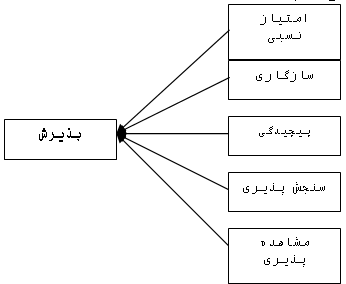 امتیاز
نسبی
سازگاری
پیچیدگی
پذیرش
سنجش پذیری
مشاهده
پذیری